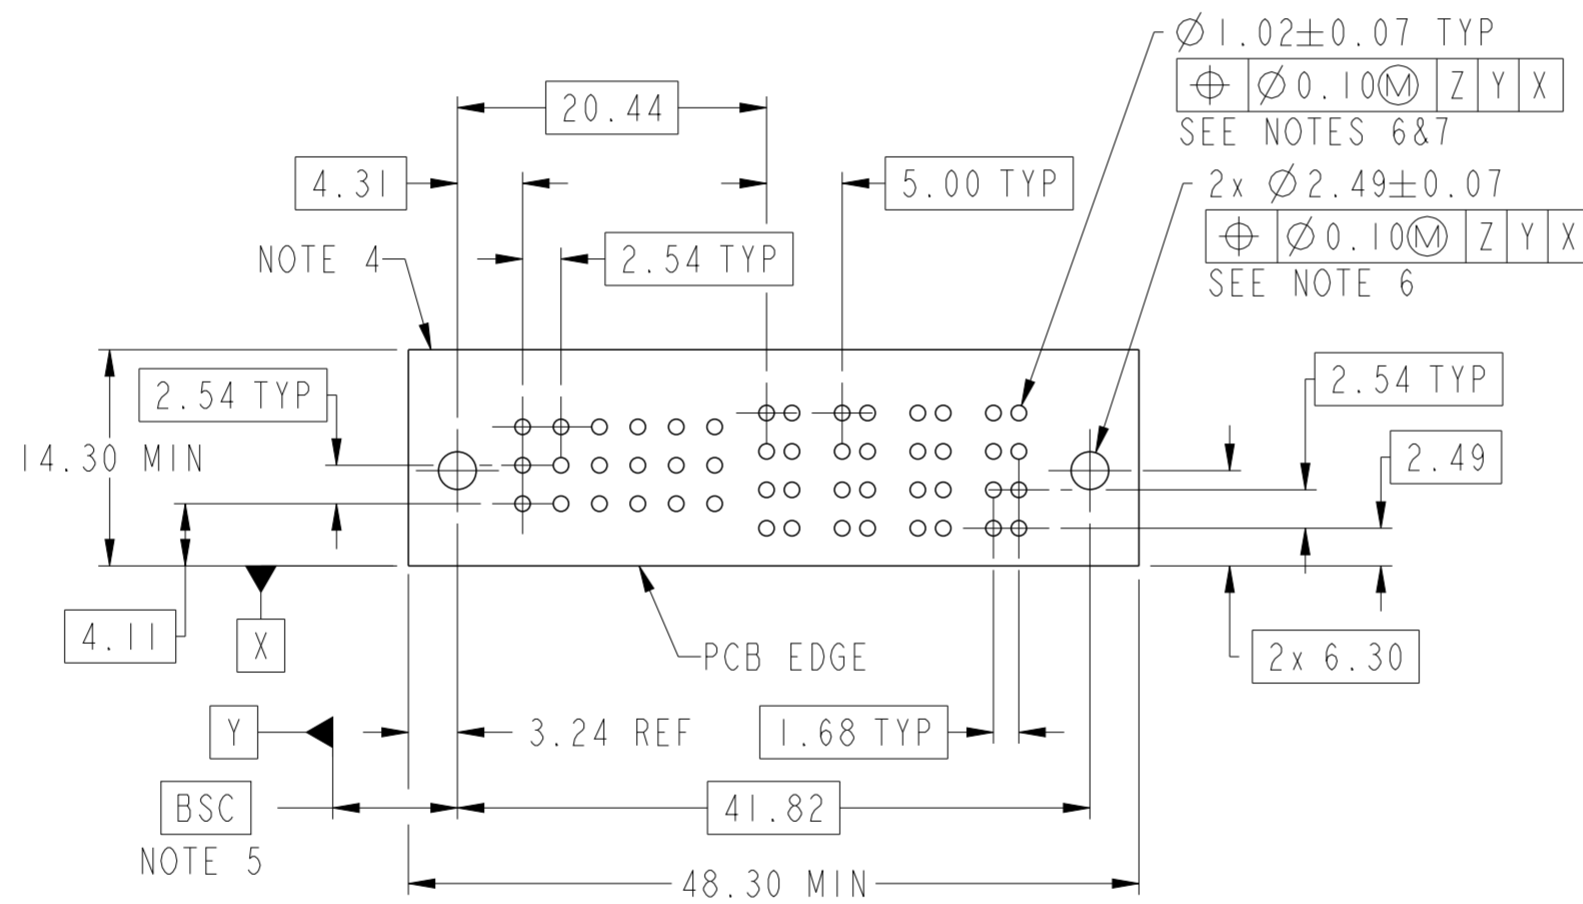 Ø1.02±0.07 TYP
⌖ Ø0.10Ⓜ Z Y X
SEE NOTES 6&7
20.44
4.31
5.00 TYP
2x Ø2.49±0.07
⌖ Ø0.10Ⓜ Z Y X
SEE NOTE 6
NOTE 4
2.54 TYP
2.54 TYP
2.54 TYP
14.30 MIN
2.49
4.11
X
PCB EDGE
2x 6.30
Y
3.24 REF
1.68 TYP
BSC
41.82
NOTE 5
48.30 MIN